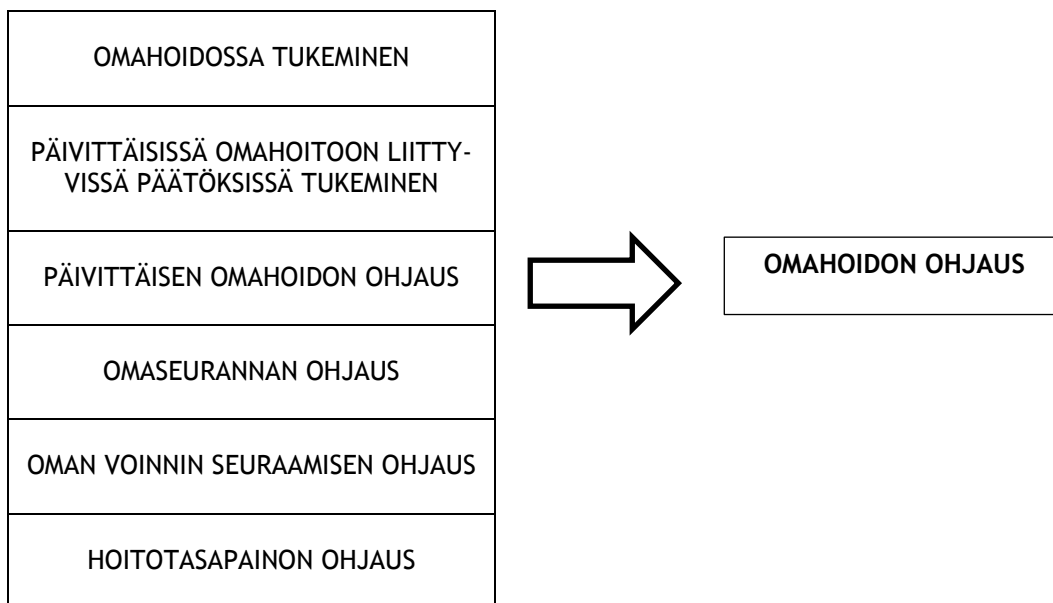 OMAHOIDOSSA TUKEMINEN
PÄIVITTÄISISSÄ OMAHOITOON LIITTY-
VISSÄ PÄÄTÖKSISSÄ TUKEMINEN
PÄIVITTÄISEN OMAHOIDON OHJAUS
OMASEURANNAN OHJAUS
OMAN VOINNIN SEURAAMISEN OHJAUS
HOITOTASAPAINON OHJAUS
OMAHOIDON OHJAUS